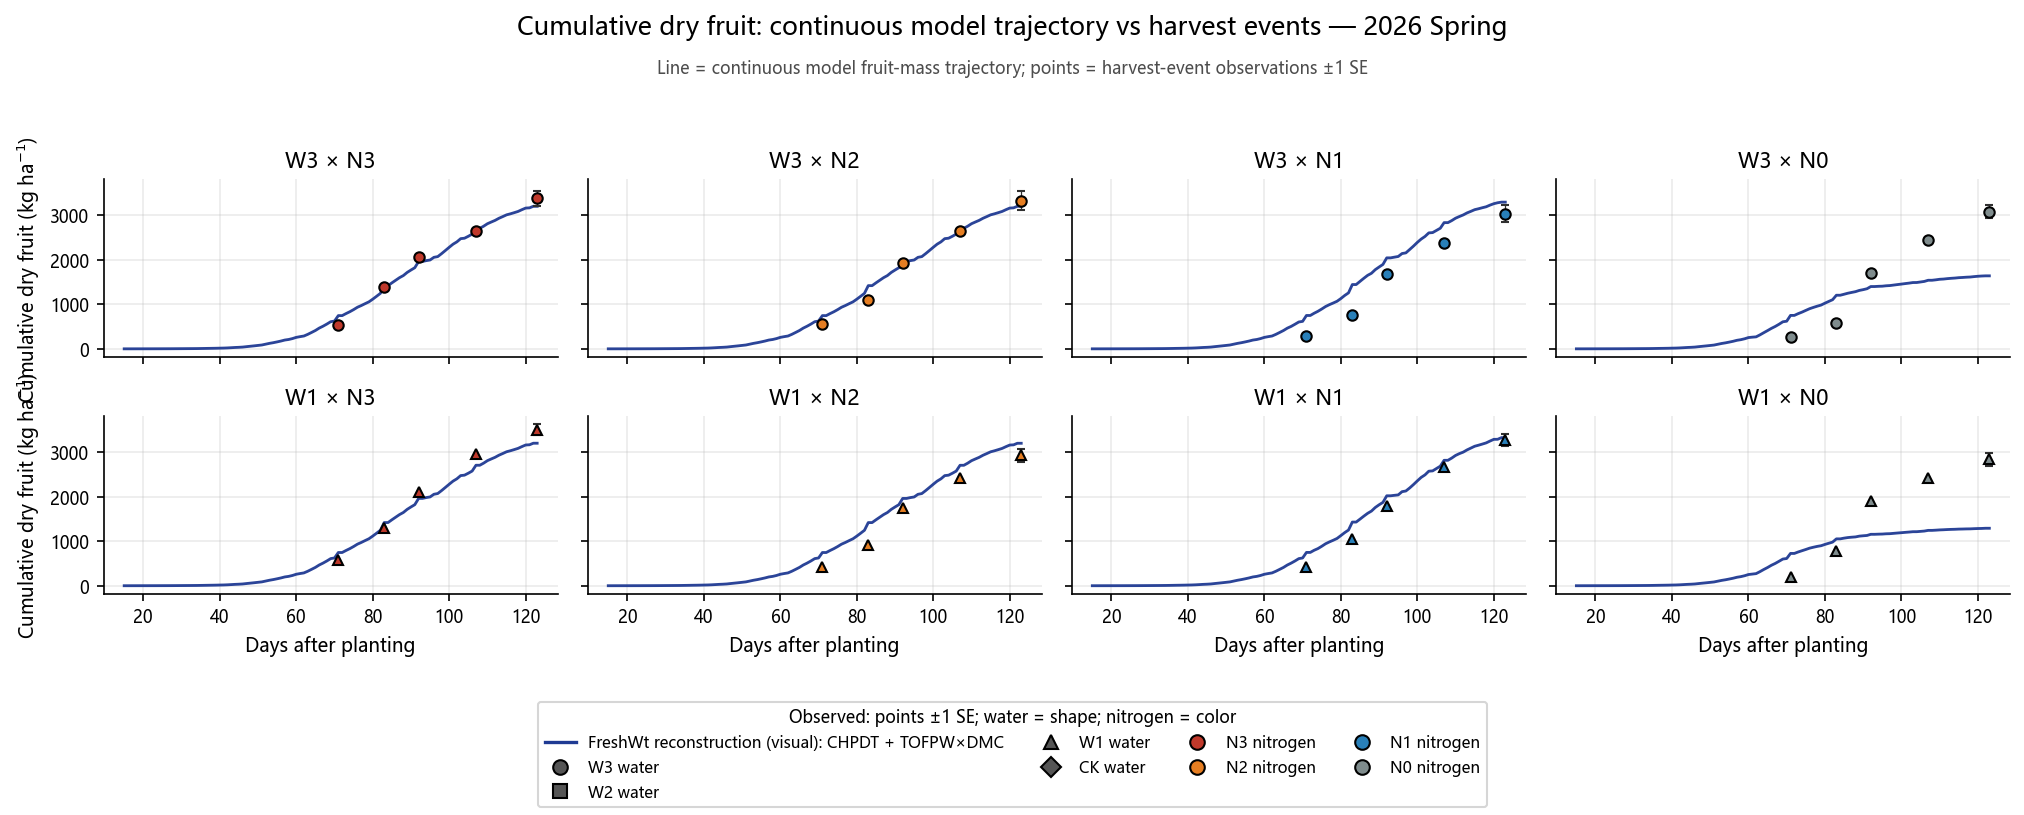 Cumulative dry fruit: continuous model trajectory vs harvest events — 2026 Spring
Line = continuous model fruit-mass trajectory; points = harvest-event observations ±1 SE
W3 × N3
W3 × N2
W3 × N1
W3 × N0
Cumulative dry fruit (kg ha⁻¹)
3000
2000
1000
0
W1 × N3
W1 × N2
W1 × N1
W1 × N0
Cumulative dry fruit (kg ha⁻¹)
3000
2000
1000
0
20 40 60 80 100 120
20 40 60 80 100 120
20 40 60 80 100 120
20 40 60 80 100 120
Days after planting
Days after planting
Days after planting
Days after planting
Observed: points ±1 SE; water = shape; nitrogen = color
FreshWt reconstruction (visual): CHPDT + TOFPW×DMC
W3 water
W2 water
W1 water
CK water
N3 nitrogen
N2 nitrogen
N1 nitrogen
N0 nitrogen